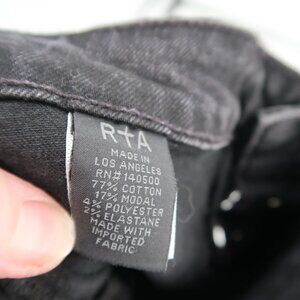 R†A
MADE IN
LOS ANGELES
RN#140500
77% COTTON
17% MODAL
4% POLYESTER
2% ELASTANE
MADE WITH
IMPORTED
FABRIC